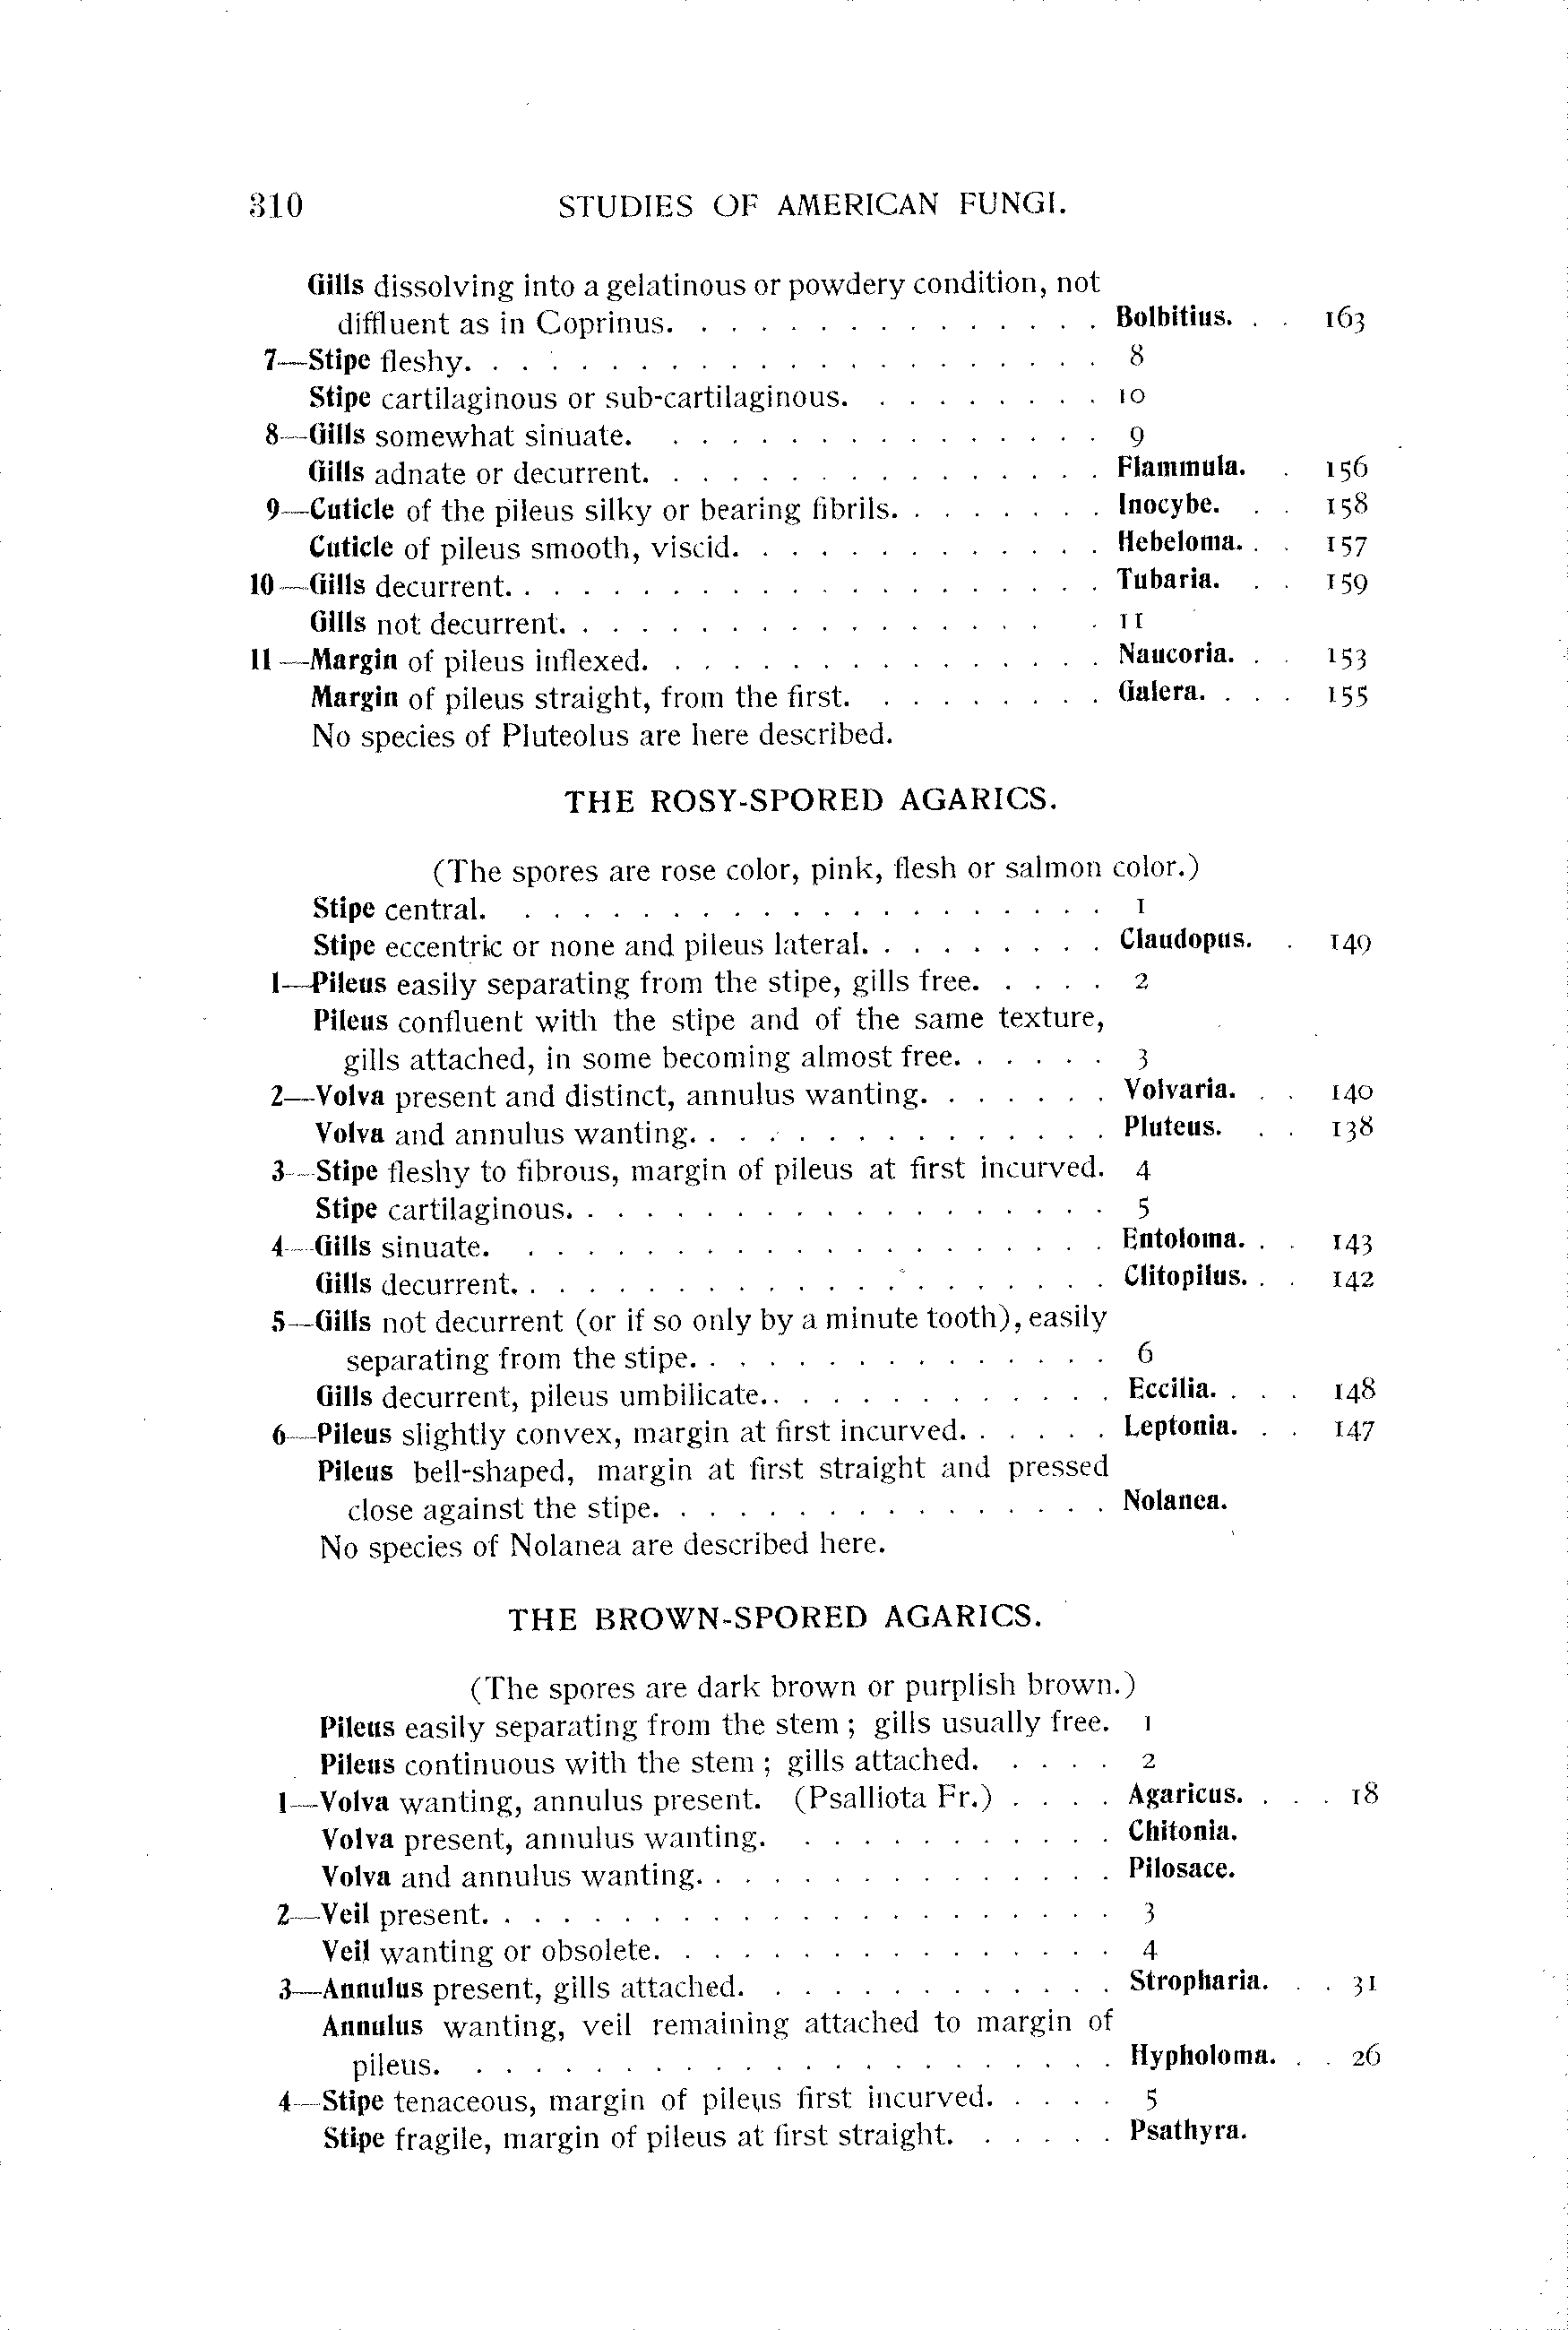 310 STUDIES OF AMERICAN FUNGI.
Gills dissolving into a gelatinous or powdery condition, not
diffluent as in Coprinus. . . . . . . . . . . . . . . Bolbitius. . . 163
7—Stipe fleshy. . . . . . . . . . . . . . . . . . . . . . 8
Stipe cartilaginous or sub-cartilaginous. . . . . . . . . 10
8—Gills somewhat sinuate. . . . . . . . . . . . . . . . 9
Gills adnate or decurrent. . . . . . . . . . . . . . . . Flammula. . 156
9—Cuticle of the pileus silky or bearing fibrils. . . . . . . . Inocybe. . . 158
Cuticle of pileus smooth, viscid. . . . . . . . . . . . . Hebeloma. . . 157
10—Gills decurrent. . . . . . . . . . . . . . . . . . . . . Tubaria. . . 159
Gills not decurrent. . . . . . . . . . . . . . . . . . . 11
11—Margin of pileus inflexed. . . . . . . . . . . . . . . . Naucoria. . . 153
Margin of pileus straight, from the first. . . . . . . . . Galera. . . . 155
No species of Pluteolus are here described.
THE ROSY-SPORED AGARICS.
(The spores are rose color, pink, flesh or salmon color.)
Stipe central. . . . . . . . . . . . . . . . . . . . . 1
Stipe eccentric or none and pileus lateral. . . . . . . . . Claudopus. . 149
1—Pileus easily separating from the stipe, gills free. . . . . . 2
Pileus confluent with the stipe and of the same texture,
gills attached, in some becoming almost free. . . . . . 3
2—Volva present and distinct, annulus wanting. . . . . . . Volvaria. . . 140
Volva and annulus wanting. . . . . . . . . . . . . . . Pluteus. . . 138
3—Stipe fleshy to fibrous, margin of pileus at first incurved. 4
Stipe cartilaginous. . . . . . . . . . . . . . . . . . . 5
4—Gills sinuate. . . . . . . . . . . . . . . . . . . . . Entoloma. . . 143
Gills decurrent. . . . . . . . . . . . . . . . . . . . . Clitopilus. . . 142
5—Gills not decurrent (or if so only by a minute tooth), easily
separating from the stipe. . . . . . . . . . . . . . . 6
Gills decurrent, pileus umbilicate. . . . . . . . . . . . . Eccilia. . . . 148
6—Pileus slightly convex, margin at first incurved. . . . . . Leptonia. . . 147
Pileus bell-shaped, margin at first straight and pressed
close against the stipe. . . . . . . . . . . . . . . . Nolanea.
No species of Nolanea are described here.
THE BROWN-SPORED AGARICS.
(The spores are dark brown or purplish brown.)
Pileus easily separating from the stem ; gills usually free. 1
Pileus continuous with the stem ; gills attached. . . . . 2
1—Volva wanting, annulus present. (Psalliota Fr.) . . . . Agaricus. . . . 18
Volva present, annulus wanting. . . . . . . . . . . . Chitonia.
Volva and annulus wanting. . . . . . . . . . . . . . . Pilosace.
2—Veil present. . . . . . . . . . . . . . . . . . . . . . 3
Veil wanting or obsolete. . . . . . . . . . . . . . . . 4
3—Annulus present, gills attached. . . . . . . . . . . . . Stropharia. . . 31
Annulus wanting, veil remaining attached to margin of
pileus. . . . . . . . . . . . . . . . . . . . . . . Hypholoma. . . 26
4—Stipe tenaceous, margin of pileus first incurved. . . . . 5
Stipe fragile, margin of pileus at first straight. . . . . . Psathyra.